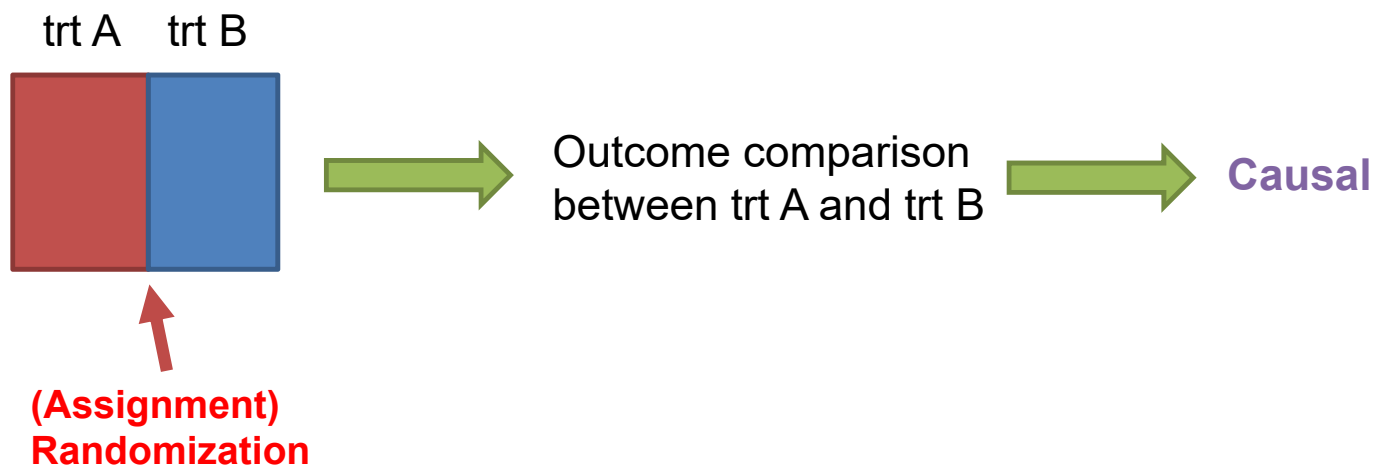 trt A trt B
Outcome comparison
between trt A and trt B
Causal
(Assignment)
Randomization